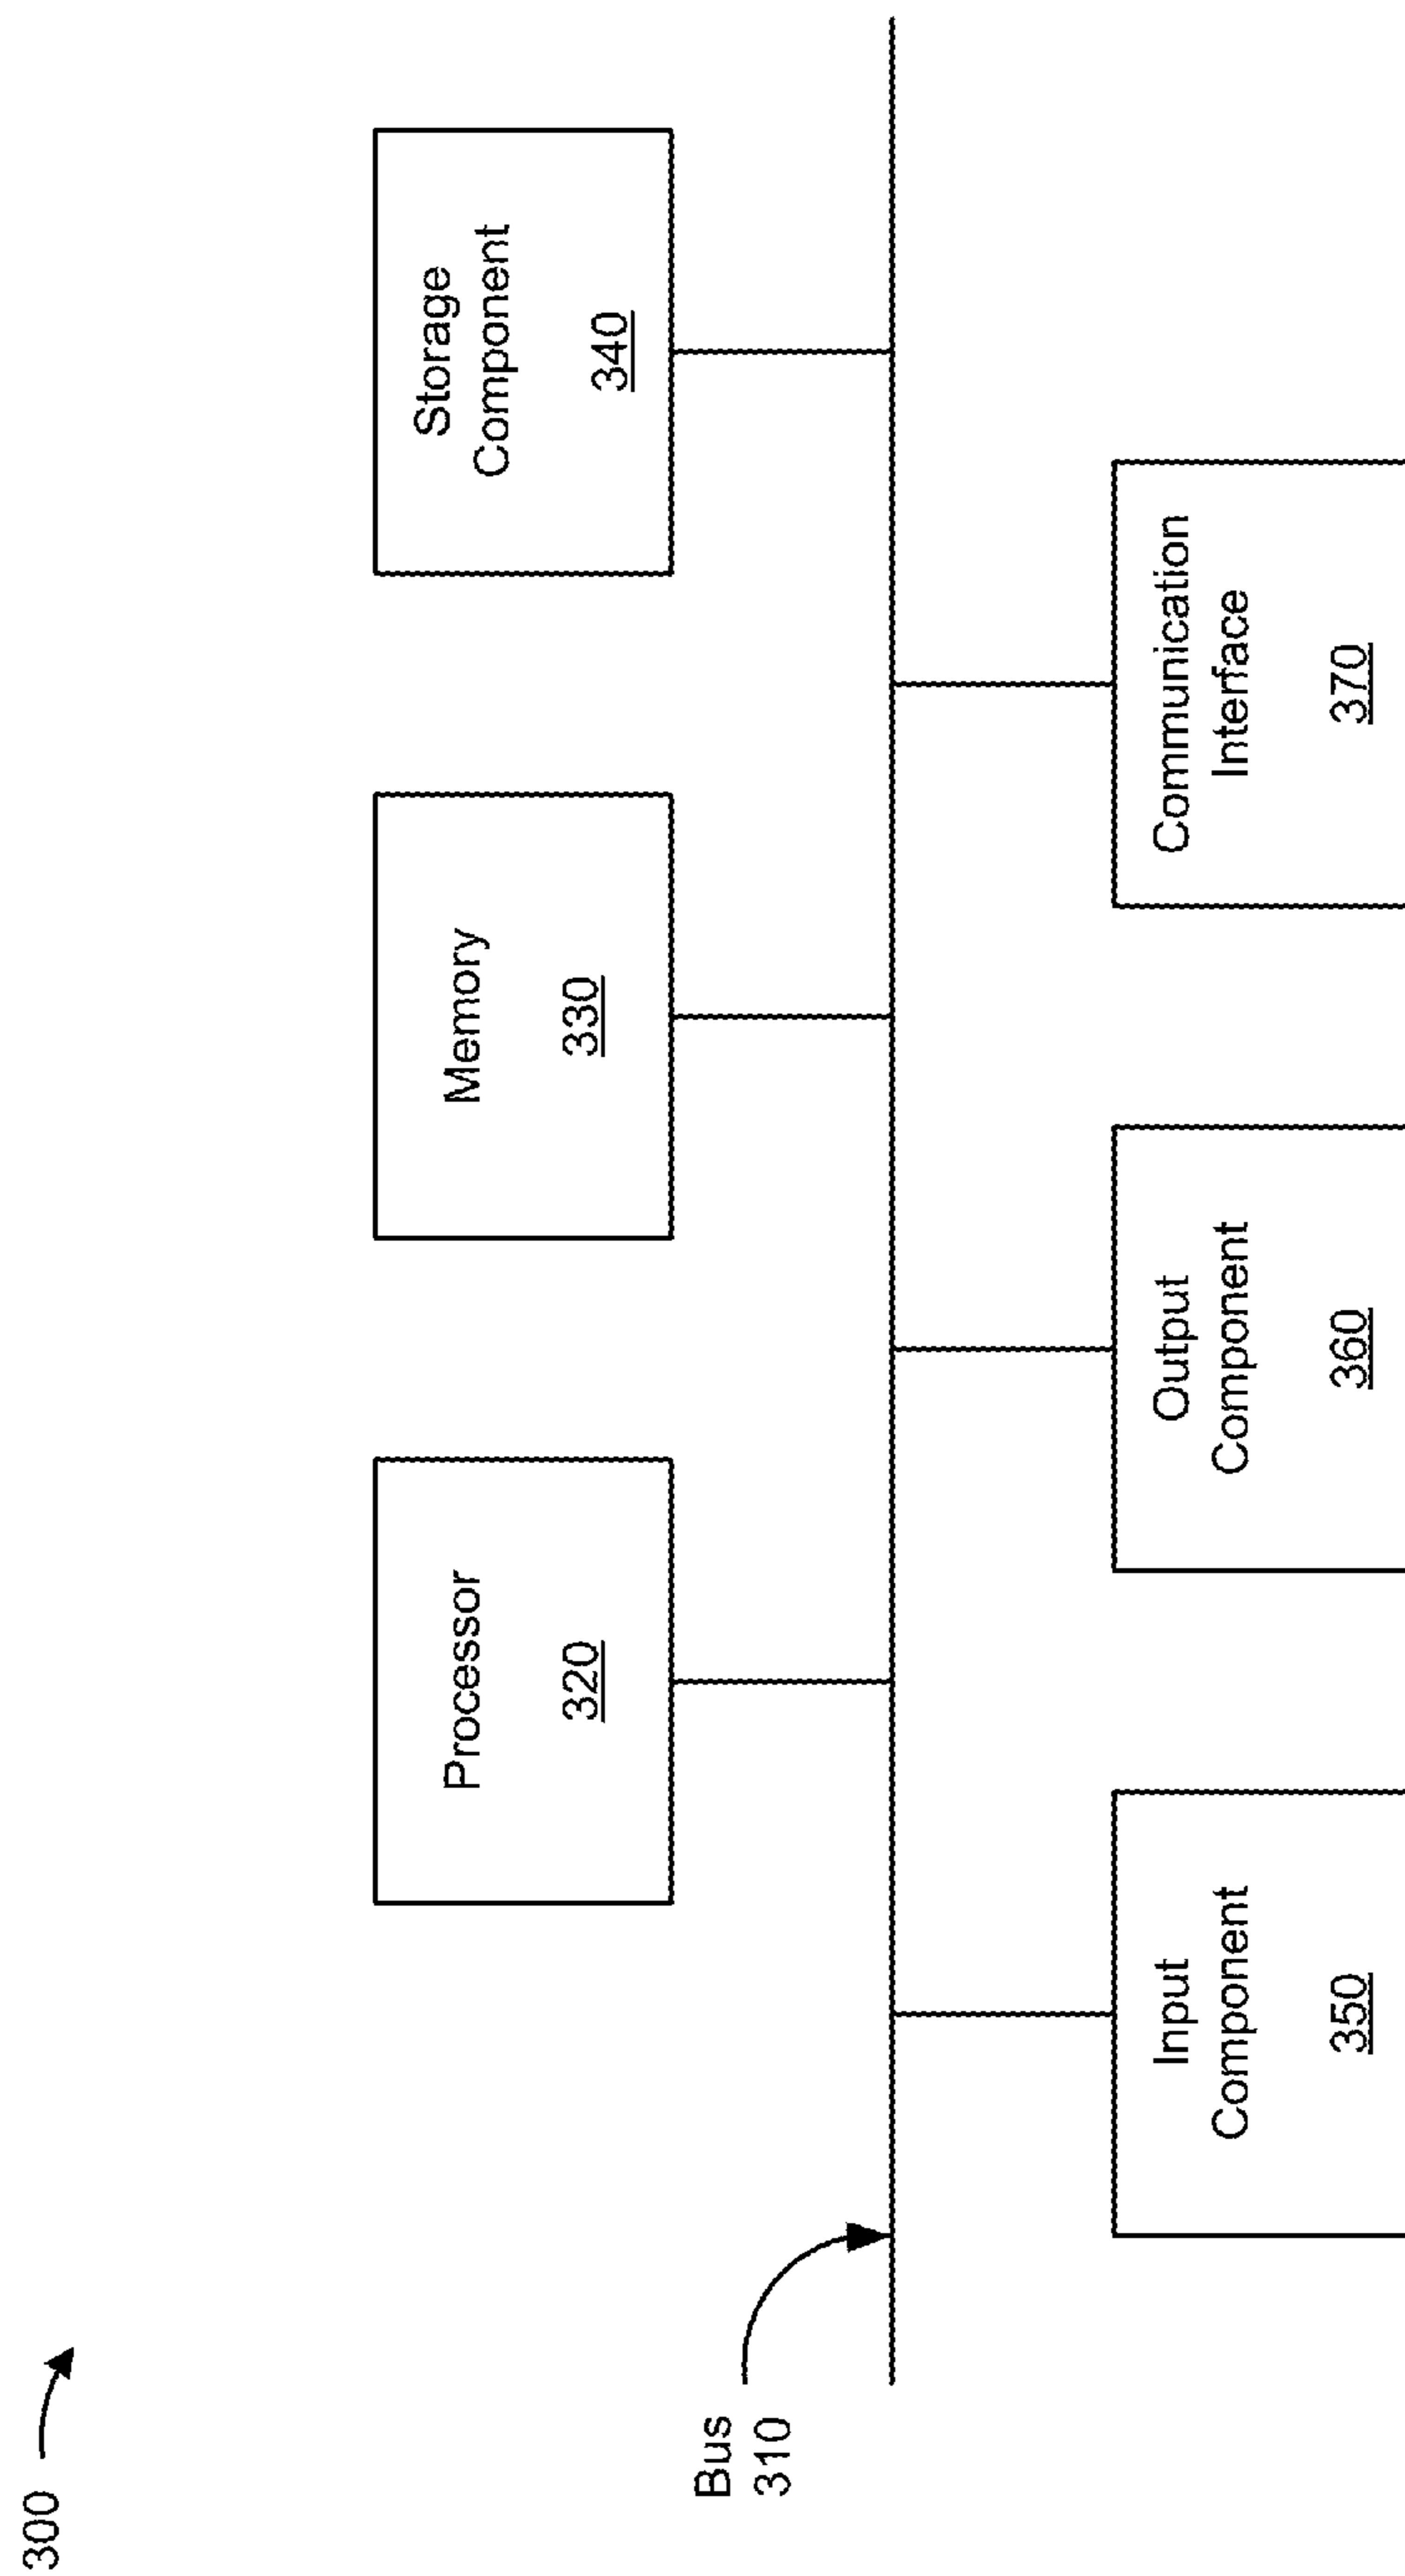 300
Bus
310
Processor
320
Memory
330
Storage
Component
340
Input
Component
350
Output
Component
360
Communication
Interface
370